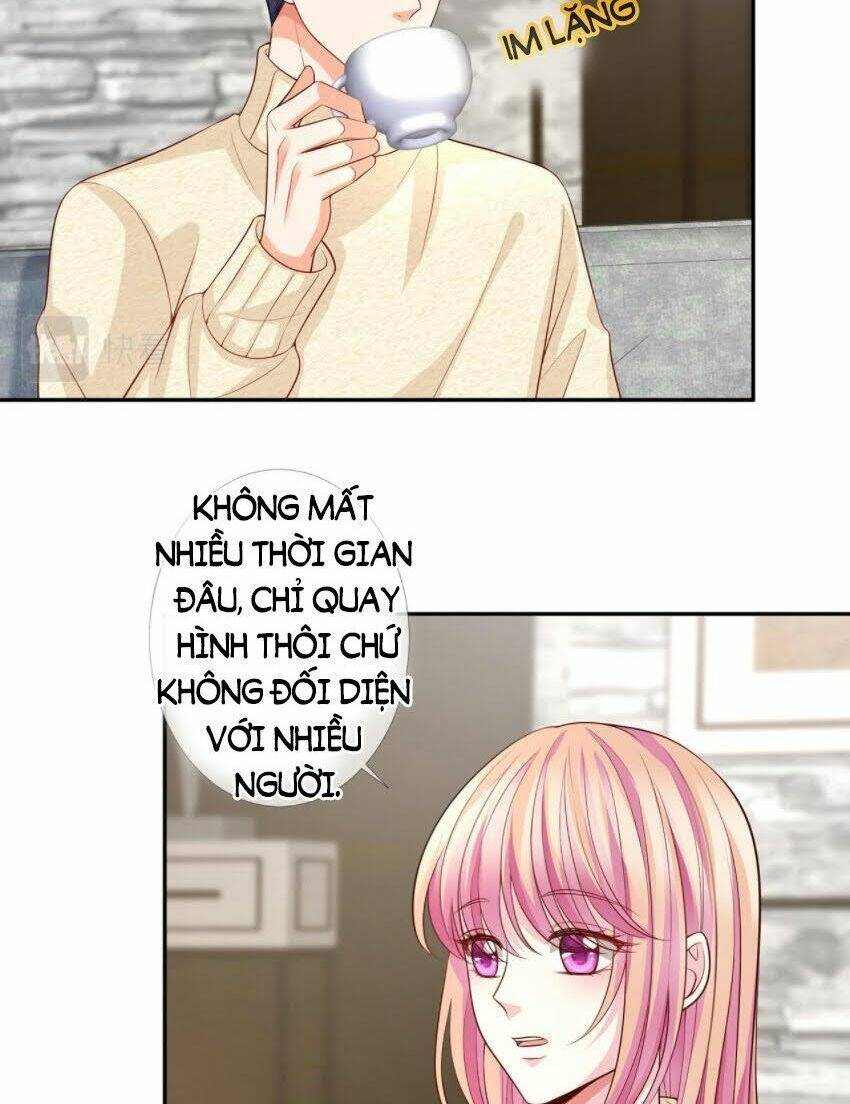 IM LẶNG
快看
KHÔNG MẤT
NHIỀU THỜI GIAN
ĐÂU, CHỈ QUAY
HÌNH THÔI CHỨ
KHÔNG ĐỐI DIỆN
VỚI NHIỀU
NGƯỜI.